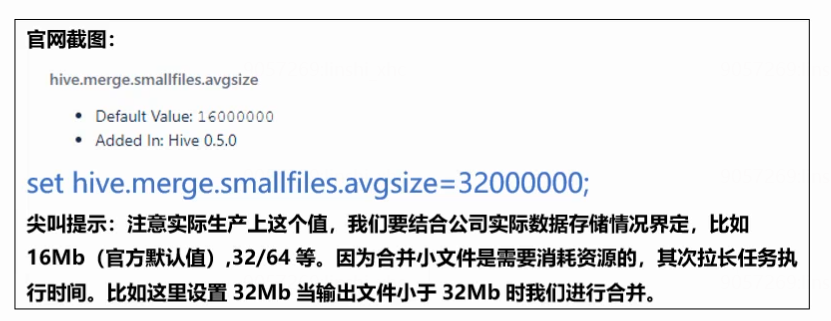 官网截图：
hive.merge.smallfiles.avgsize
• Default Value: 16000000
• Added In: Hive 0.5.0
set hive.merge.smallfiles.avgsize=32000000;
尖叫提示：注意实际生产上这个值，我们要结合公司实际数据存储情况界定，比如
16Mb（官方默认值）,32/64 等。因为合并小文件是需要消耗资源的，其次拉长任务执
行时间。比如这里设置 32Mb 当输出文件小于 32Mb 时我们进行合并。